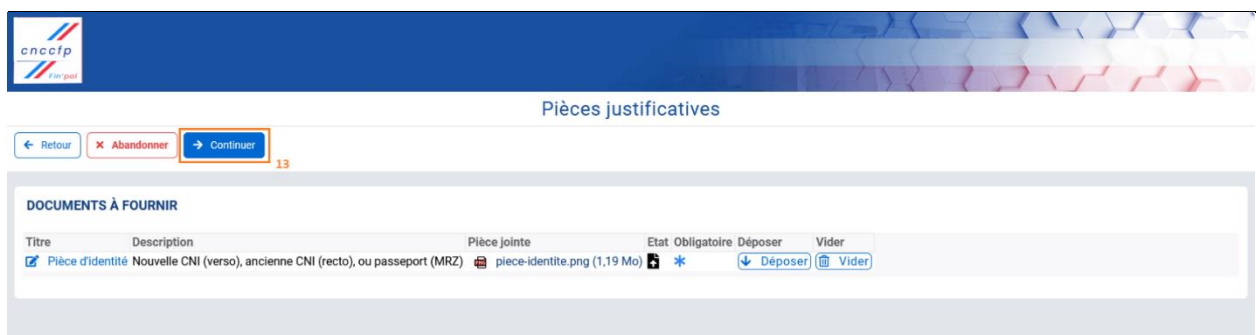 cnccfp
Fin'pol
Pièces justificatives
Retour Abandonner Continuer
13
DOCUMENTS À FOURNIR
Titre Description Pièce jointe Etat Obligatoire Déposer Vider
Pièce d'identité Nouvelle CNI (verso), ancienne CNI (recto), ou passeport (MRZ) piece-identite.png (1,19 Mo) Déposer Vider